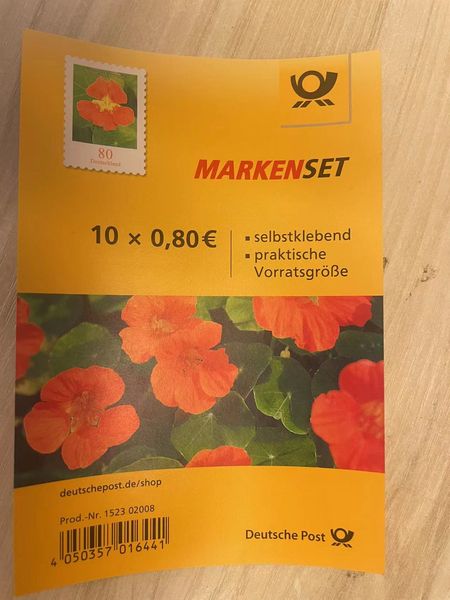 80
Deutschland
MARKENSET
10 × 0,80€
▪ selbstklebend
▪ praktische
Vorratsgröße
deutschepost.de/shop
Prod.-Nr. 1523 02008
4 050357 016441
Deutsche Post